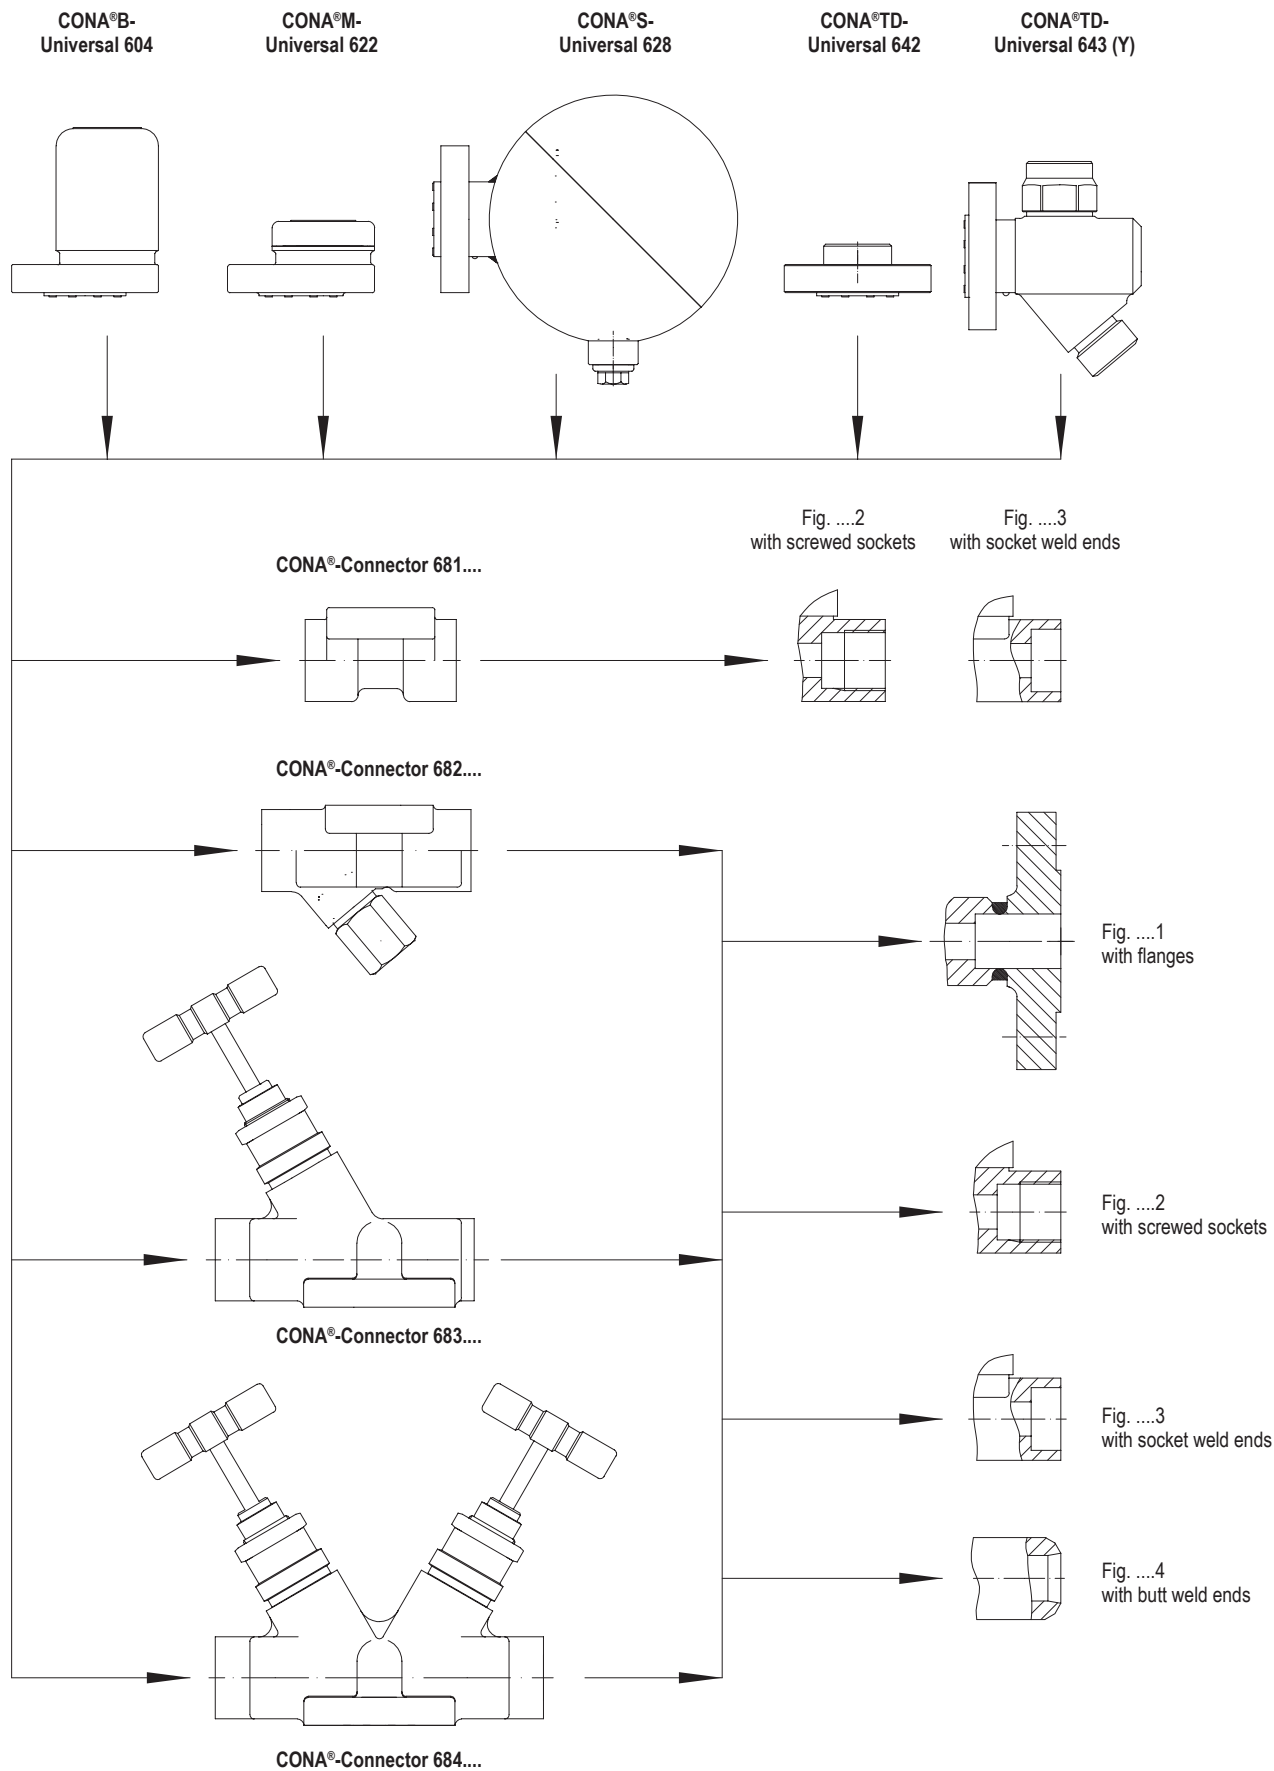 CONA®B-
Universal 604
CONA®M-
Universal 622
CONA®S-
Universal 628
CONA®TD-
Universal 642
CONA®TD-
Universal 643 (Y)
Fig. ....2
with screwed sockets
Fig. ....3
with socket weld ends
CONA®-Connector 681....
CONA®-Connector 682....
Fig. ....1
with flanges
Fig. ....2
with screwed sockets
CONA®-Connector 683....
Fig. ....3
with socket weld ends
Fig. ....4
with butt weld ends
CONA®-Connector 684....